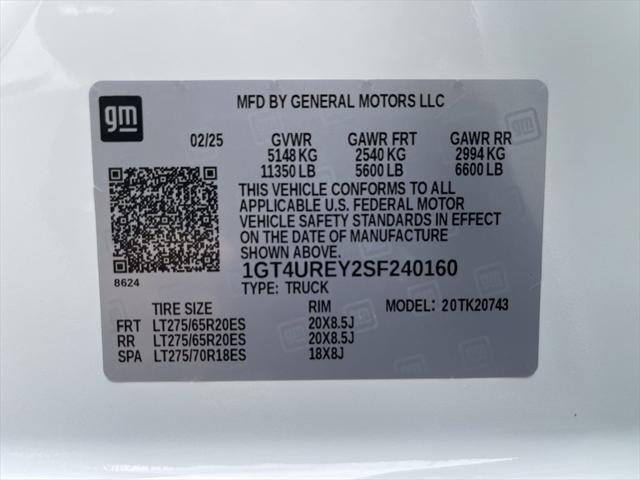 gm
MFD BY GENERAL MOTORS LLC
02/25 GVWR GAWR FRT GAWR RR
5148 KG 2540 KG 2994 KG
11350 LB 5600 LB 6600 LB
THIS VEHICLE CONFORMS TO ALL
APPLICABLE U.S. FEDERAL MOTOR
VEHICLE SAFETY STANDARDS IN EFFECT
ON THE DATE OF MANUFACTURE
SHOWN ABOVE.
1GT4UREY2SF240160
8624
TYPE: TRUCK
TIRE SIZE RIM MODEL: 20TK20743
FRT LT275/65R20ES 20X8.5J
RR LT275/65R20ES 20X8.5J
SPA LT275/70R18ES 18X8J